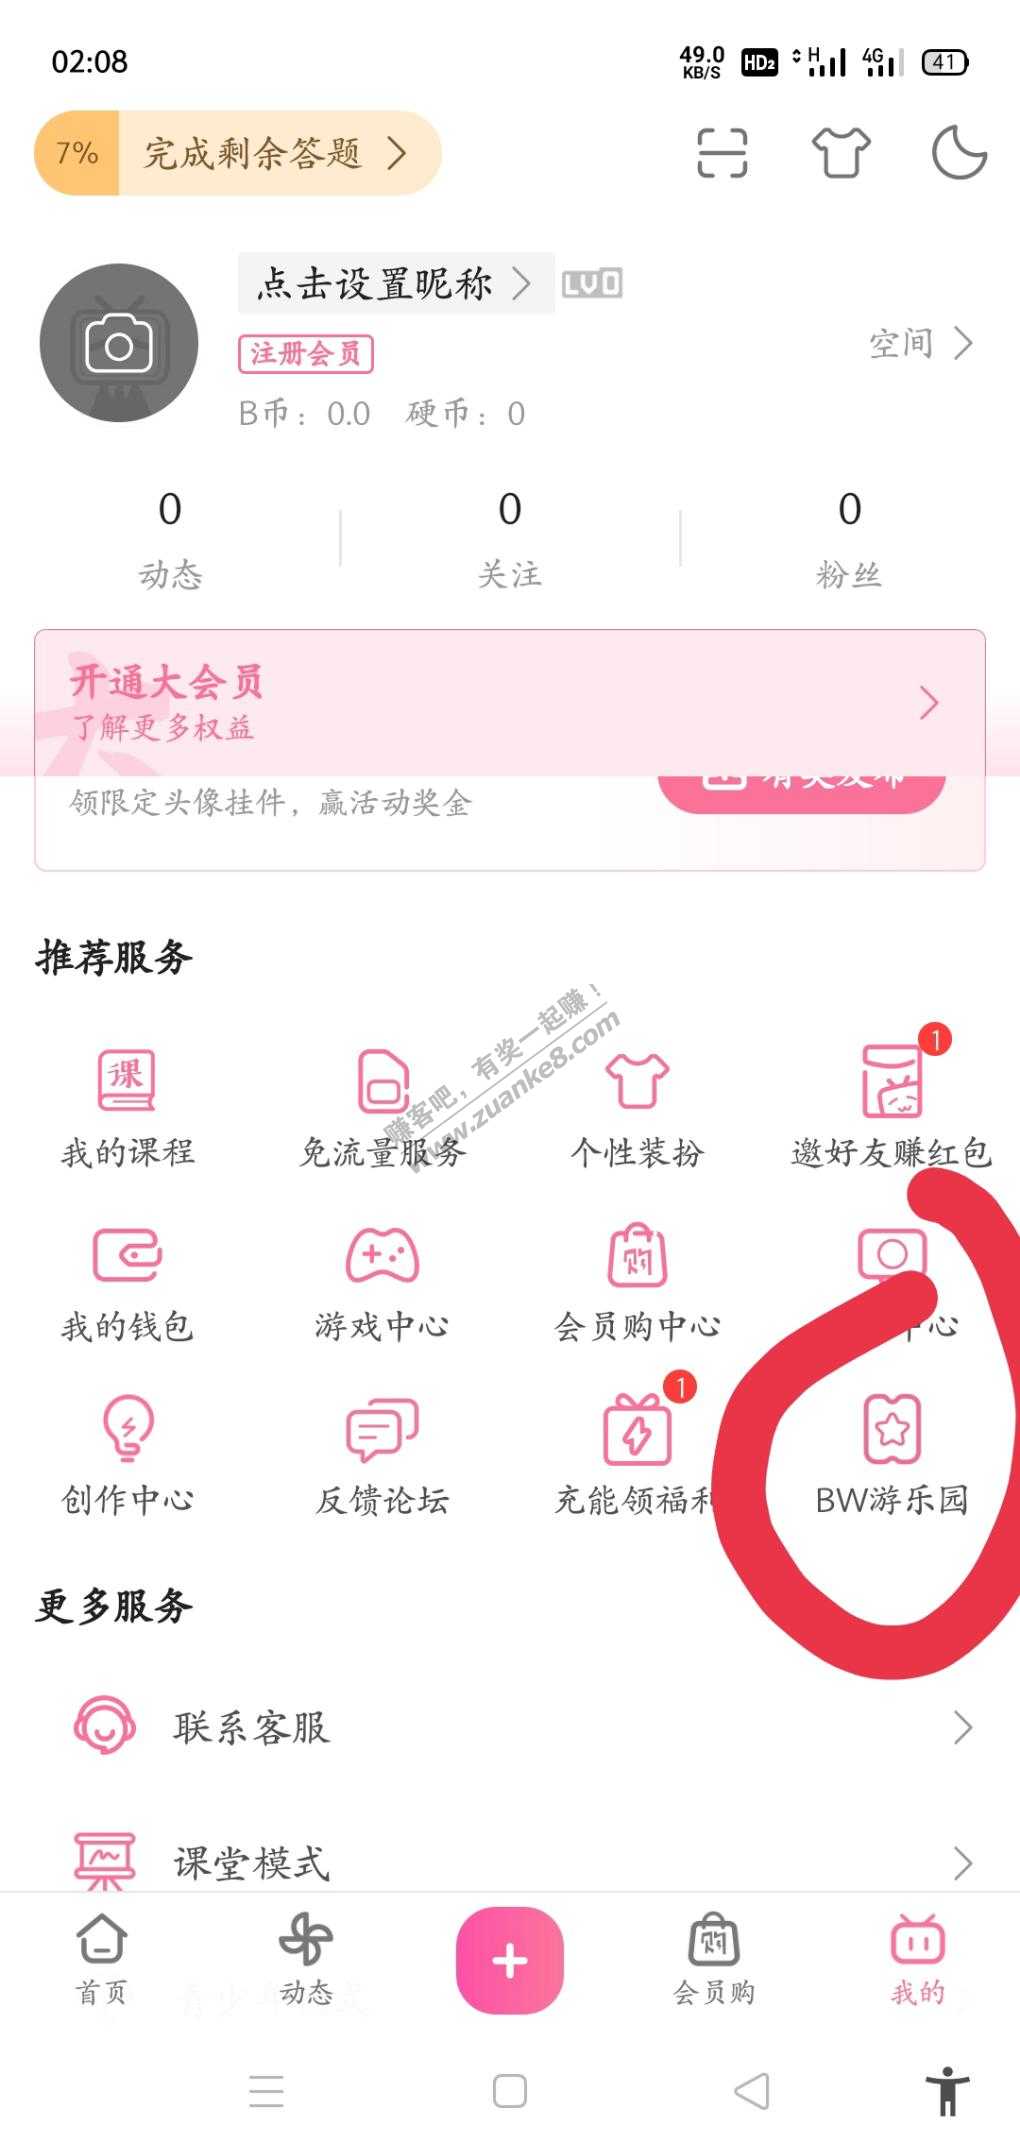 02:08
49.0
KB/S
HD2
H
4G
41
7%
完成剩余答题
点击设置昵称
LV0
注册会员
空间
B币：0.0 硬币：0
0
0
0
动态
关注
粉丝
开通大会员
了解更多权益
领限定头像挂件，赢活动奖金
有奖发布
推荐服务
赚客吧，有奖一起赚！
www.zuanke8.com
课
1
我的课程
免流量服务
个性装扮
邀好友赚红包
购
我的钱包
游戏中心
会员购中心
中心
1
创作中心
反馈论坛
充能领福利
BW游乐园
更多服务
联系客服
课堂模式
购
首页
动态
会员购
我的